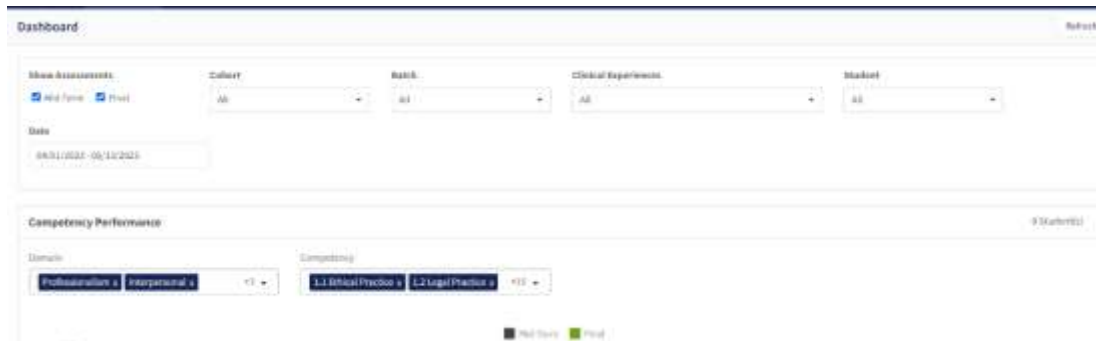 Dashboard
Refresh
Show Assessments
Cohort
Batch
Clinical Experiences
Student
Mid Term
Final
All
All
All
All
Date
Competency Performance
Student(s)
Domain
Competency
Professionalism x
Interpersonal x
1.1 Ethical Practice x
1.2 Legal Practice x
Mid Term
Final